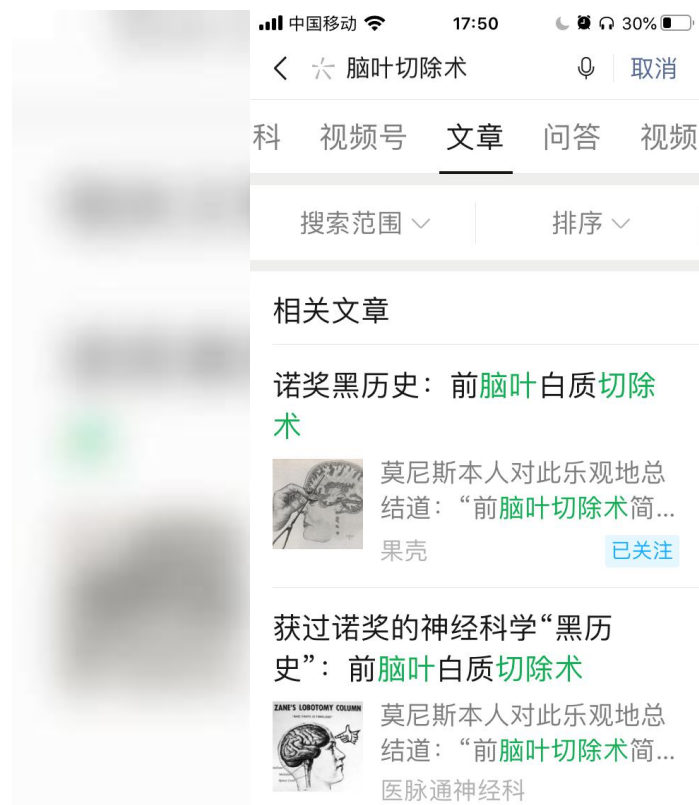 中国移动 17:50 30%
脑叶切除术 取消
科 视频号 文章 问答 视频
搜索范围 排序
相关文章
诺奖黑历史：前脑叶白质切除
术
莫尼斯本人对此乐观地总
结道：“前脑叶切除术简...
果壳 已关注
获过诺奖的神经科学“黑历
史”：前脑叶白质切除术
ZANE'S LOBOTOMY COLUMN
莫尼斯本人对此乐观地总
结道：“前脑叶切除术简...
医脉通神经科